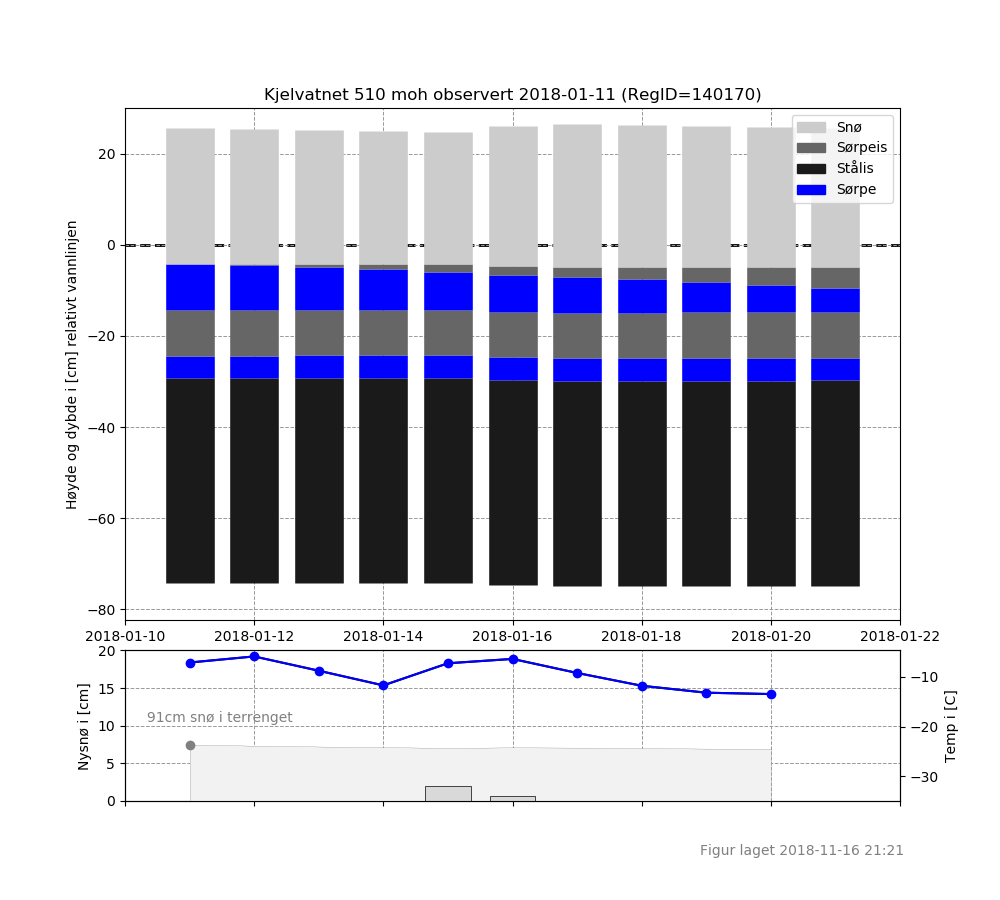 Kjelvatnet 510 moh observert 2018-01-11 (RegID=140170)
Snø
Sørpeis
Stålis
Sørpe
Høyde og dybde i [cm] relativt vannlinjen
20
0
−20
−40
−60
−80
2018-01-10 2018-01-12 2018-01-14 2018-01-16 2018-01-18 2018-01-20 2018-01-22
Nysnø i [cm]
20
15
10
5
0
91cm snø i terrenget
−10
−20
−30
Temp i [C]
Figur laget 2018-11-16 21:21